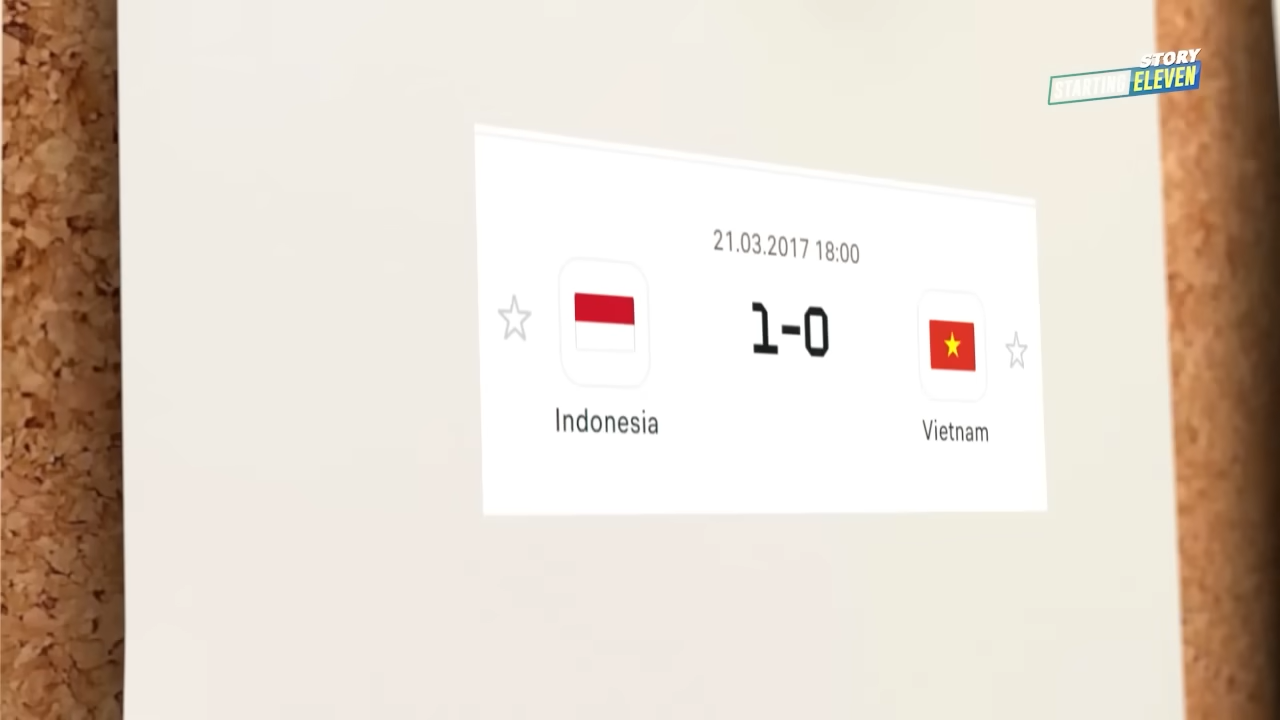 STORY
STARTING ELEVEN
21.03.2017 18:00
1-0
Indonesia
Vietnam